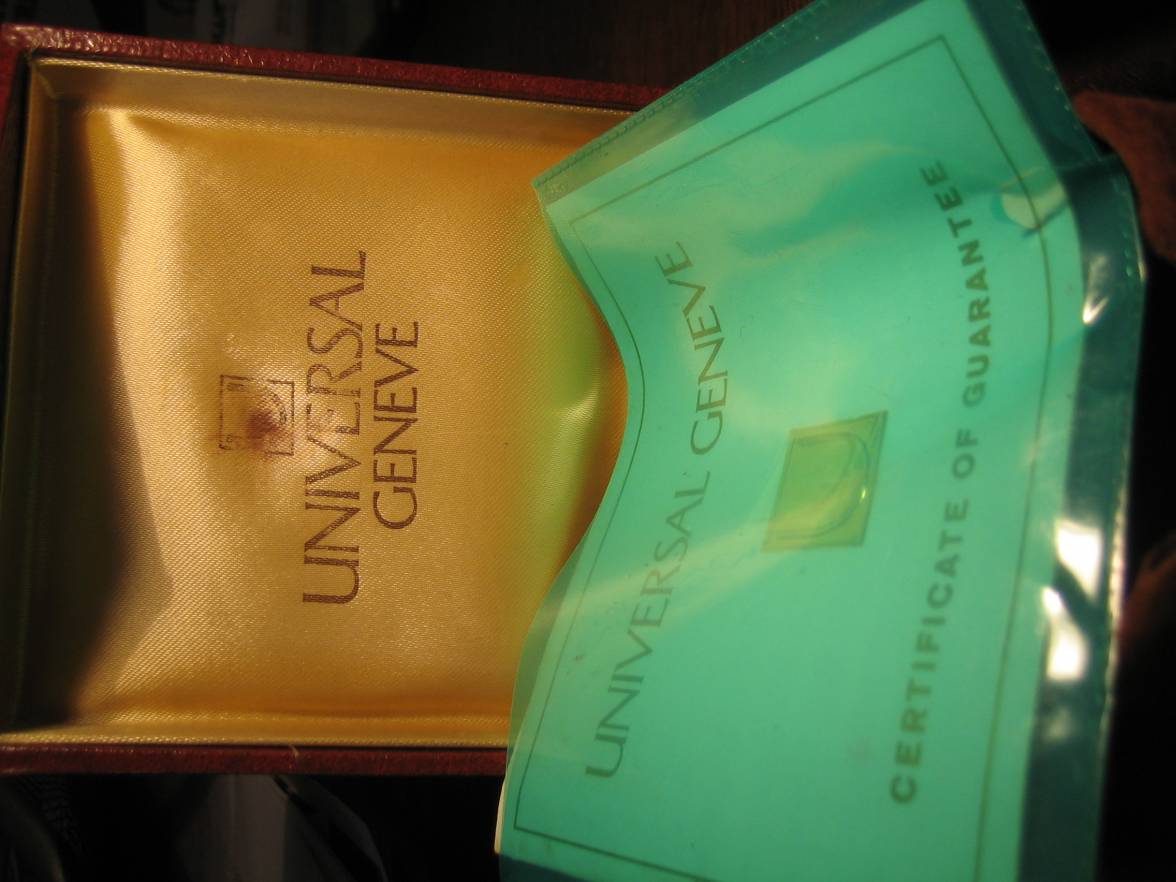 UNIVERSAL
GENEVE
UNIVERSAL GENEVE
CERTIFICATE OF GUARANTEE